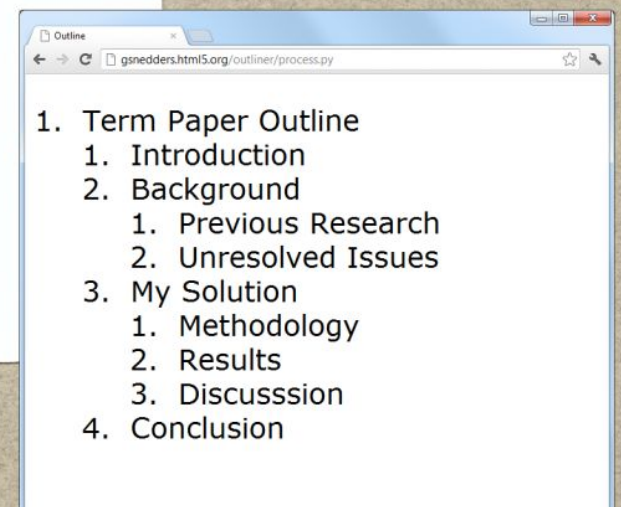 Outline
gsnedders.html5.org/outliner/process.py
1. Term Paper Outline
1. Introduction
2. Background
1. Previous Research
2. Unresolved Issues
3. My Solution
1. Methodology
2. Results
3. Discusssion
4. Conclusion